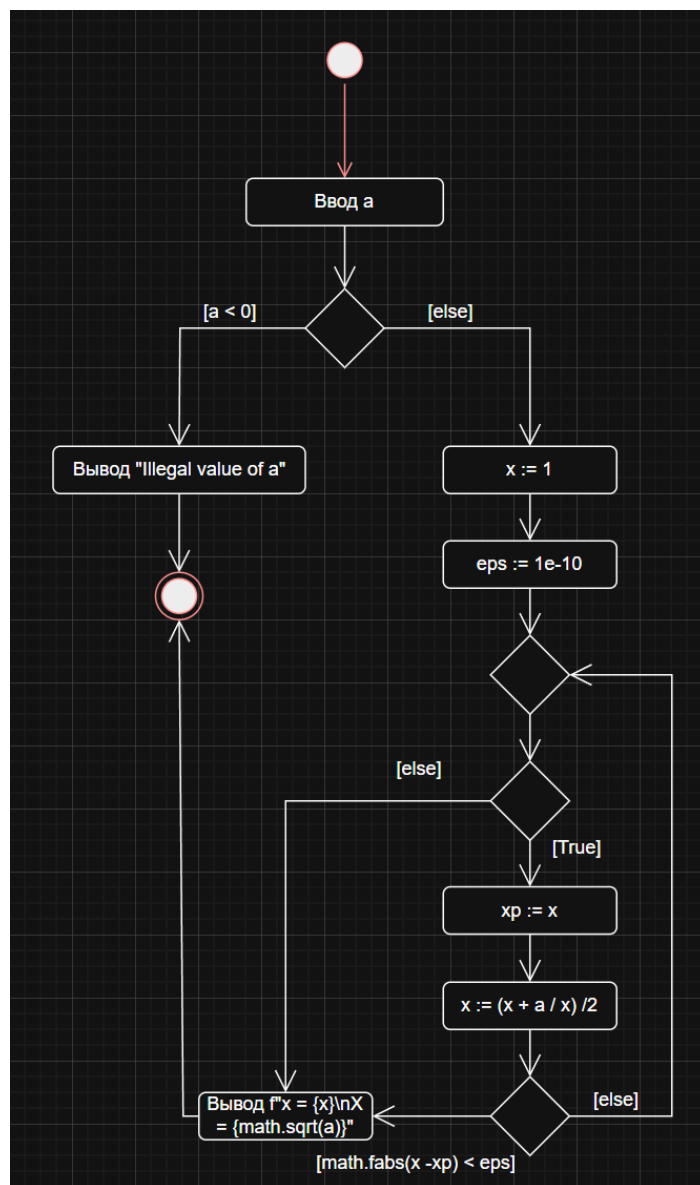 Ввод a
[a < 0]
[else]
Вывод "Illegal value of a"
x := 1
eps := 1e-10
[else]
[True]
xp := x
x := (x + a / x) /2
Вывод f"x = {x}\nX
= {math.sqrt(a)}"
[else]
[math.fabs(x -xp) < eps]